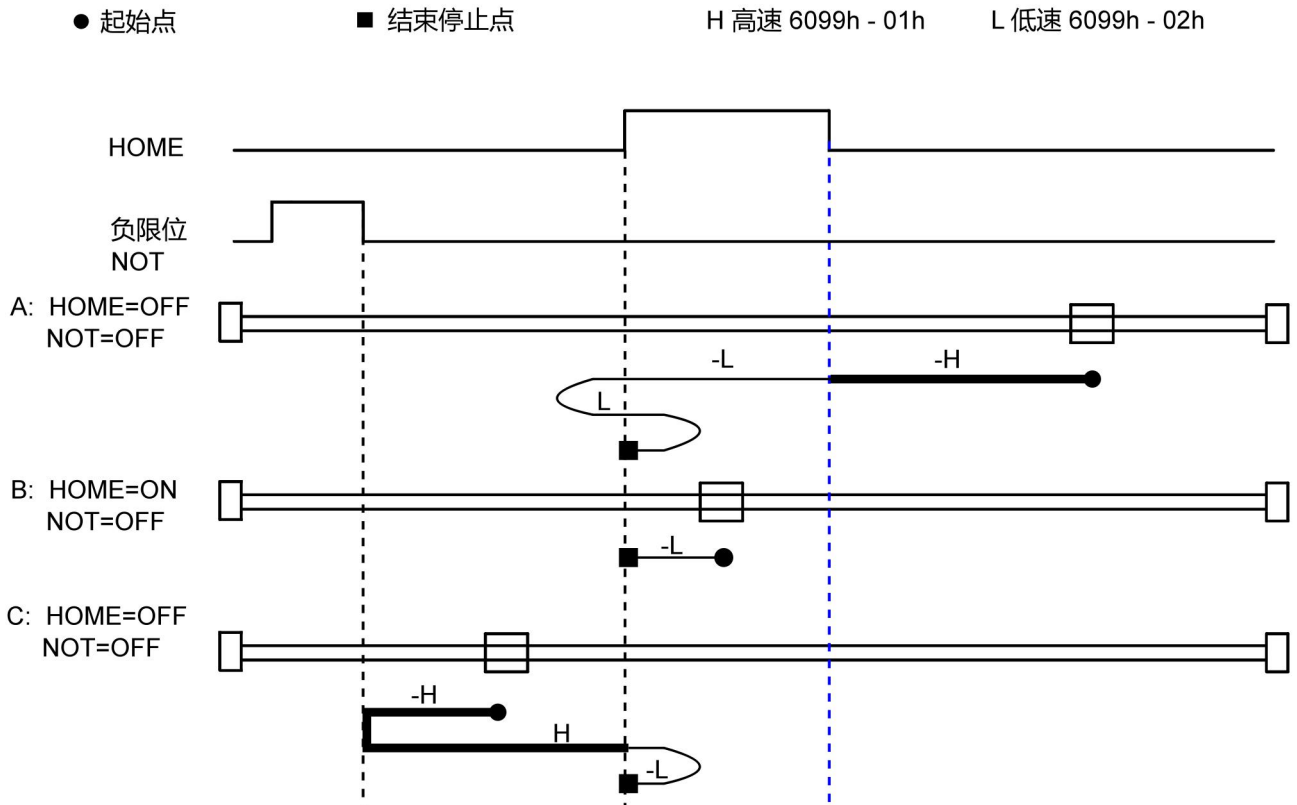 ● 起始点 ■ 结束停止点 H 高速 6099h - 01h L 低速 6099h - 02h
HOME
负限位
NOT
A: HOME=OFF
NOT=OFF
-L -H
L
B: HOME=ON
NOT=OFF
-L
C: HOME=OFF
NOT=OFF
-H
H
-L